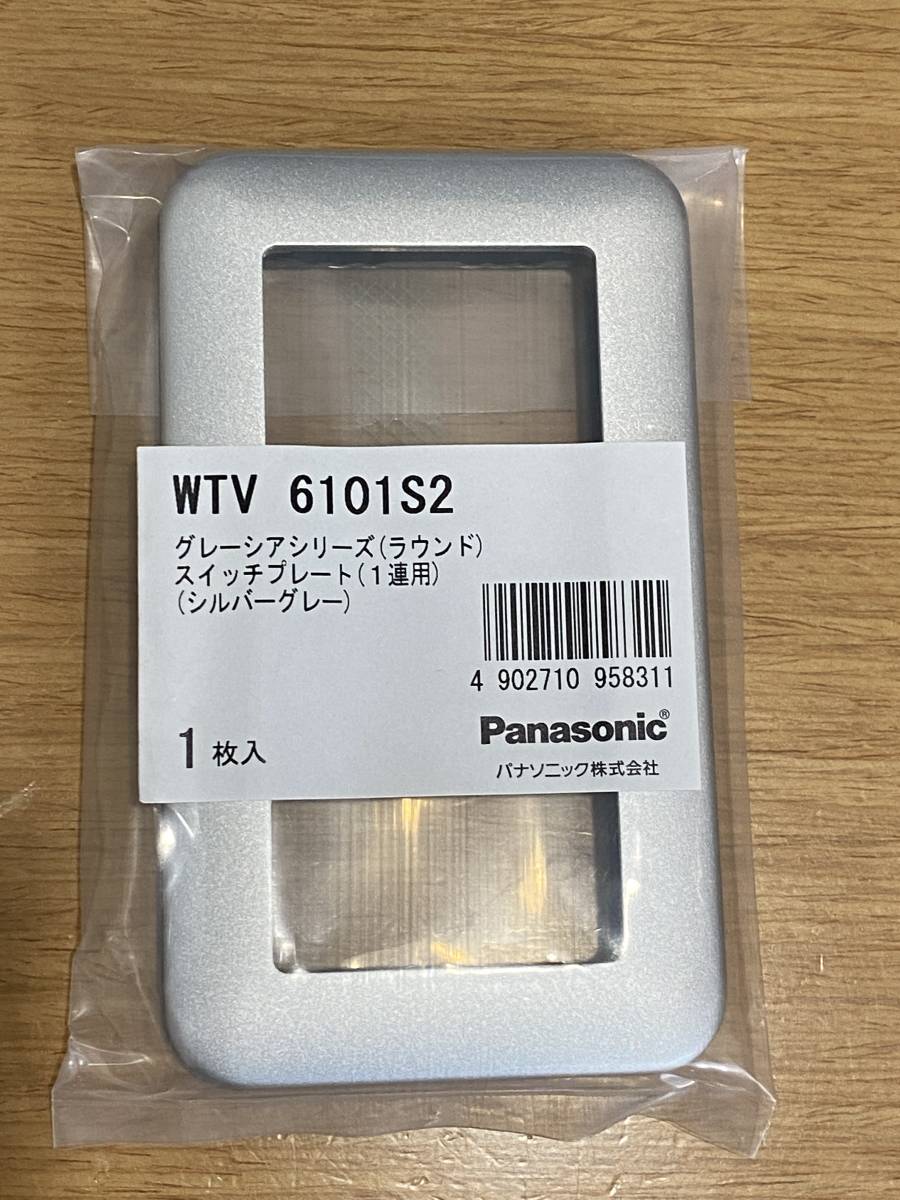 WTV 6101S2
グレーシアシリーズ(ラウンド)
スイッチプレート(1連用)
(シルバーグレー)
4 902710 958311
1枚入
Panasonic®
パナソニック株式会社